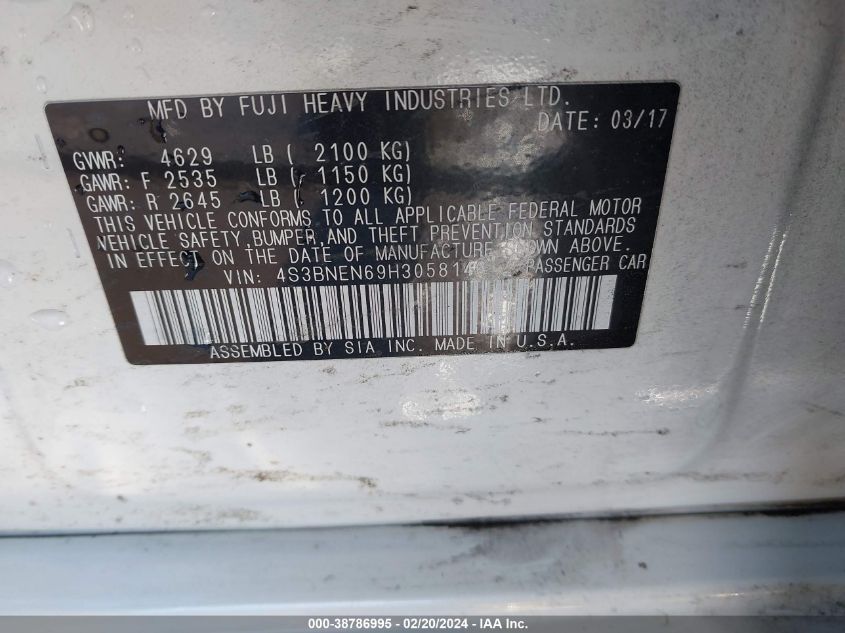 MFD BY FUJI HEAVY INDUSTRIES LTD.
DATE: 03/17
GVWR: 4629 LB ( 2100 KG)
GAWR: F 2535 LB ( 1150 KG)
GAWR: R 2645 LB ( 1200 KG)
THIS VEHICLE CONFORMS TO ALL APPLICABLE FEDERAL MOTOR
VEHICLE SAFETY, BUMPER, AND THEFT PREVENTION STANDARDS
IN EFFECT ON THE DATE OF MANUFACTURE SHOWN ABOVE.
VIN: PASSENGER CAR
ASSEMBLED BY SIA INC. MADE IN U.S.A.
000-38786995 - 02/20/2024 - IAAI.com